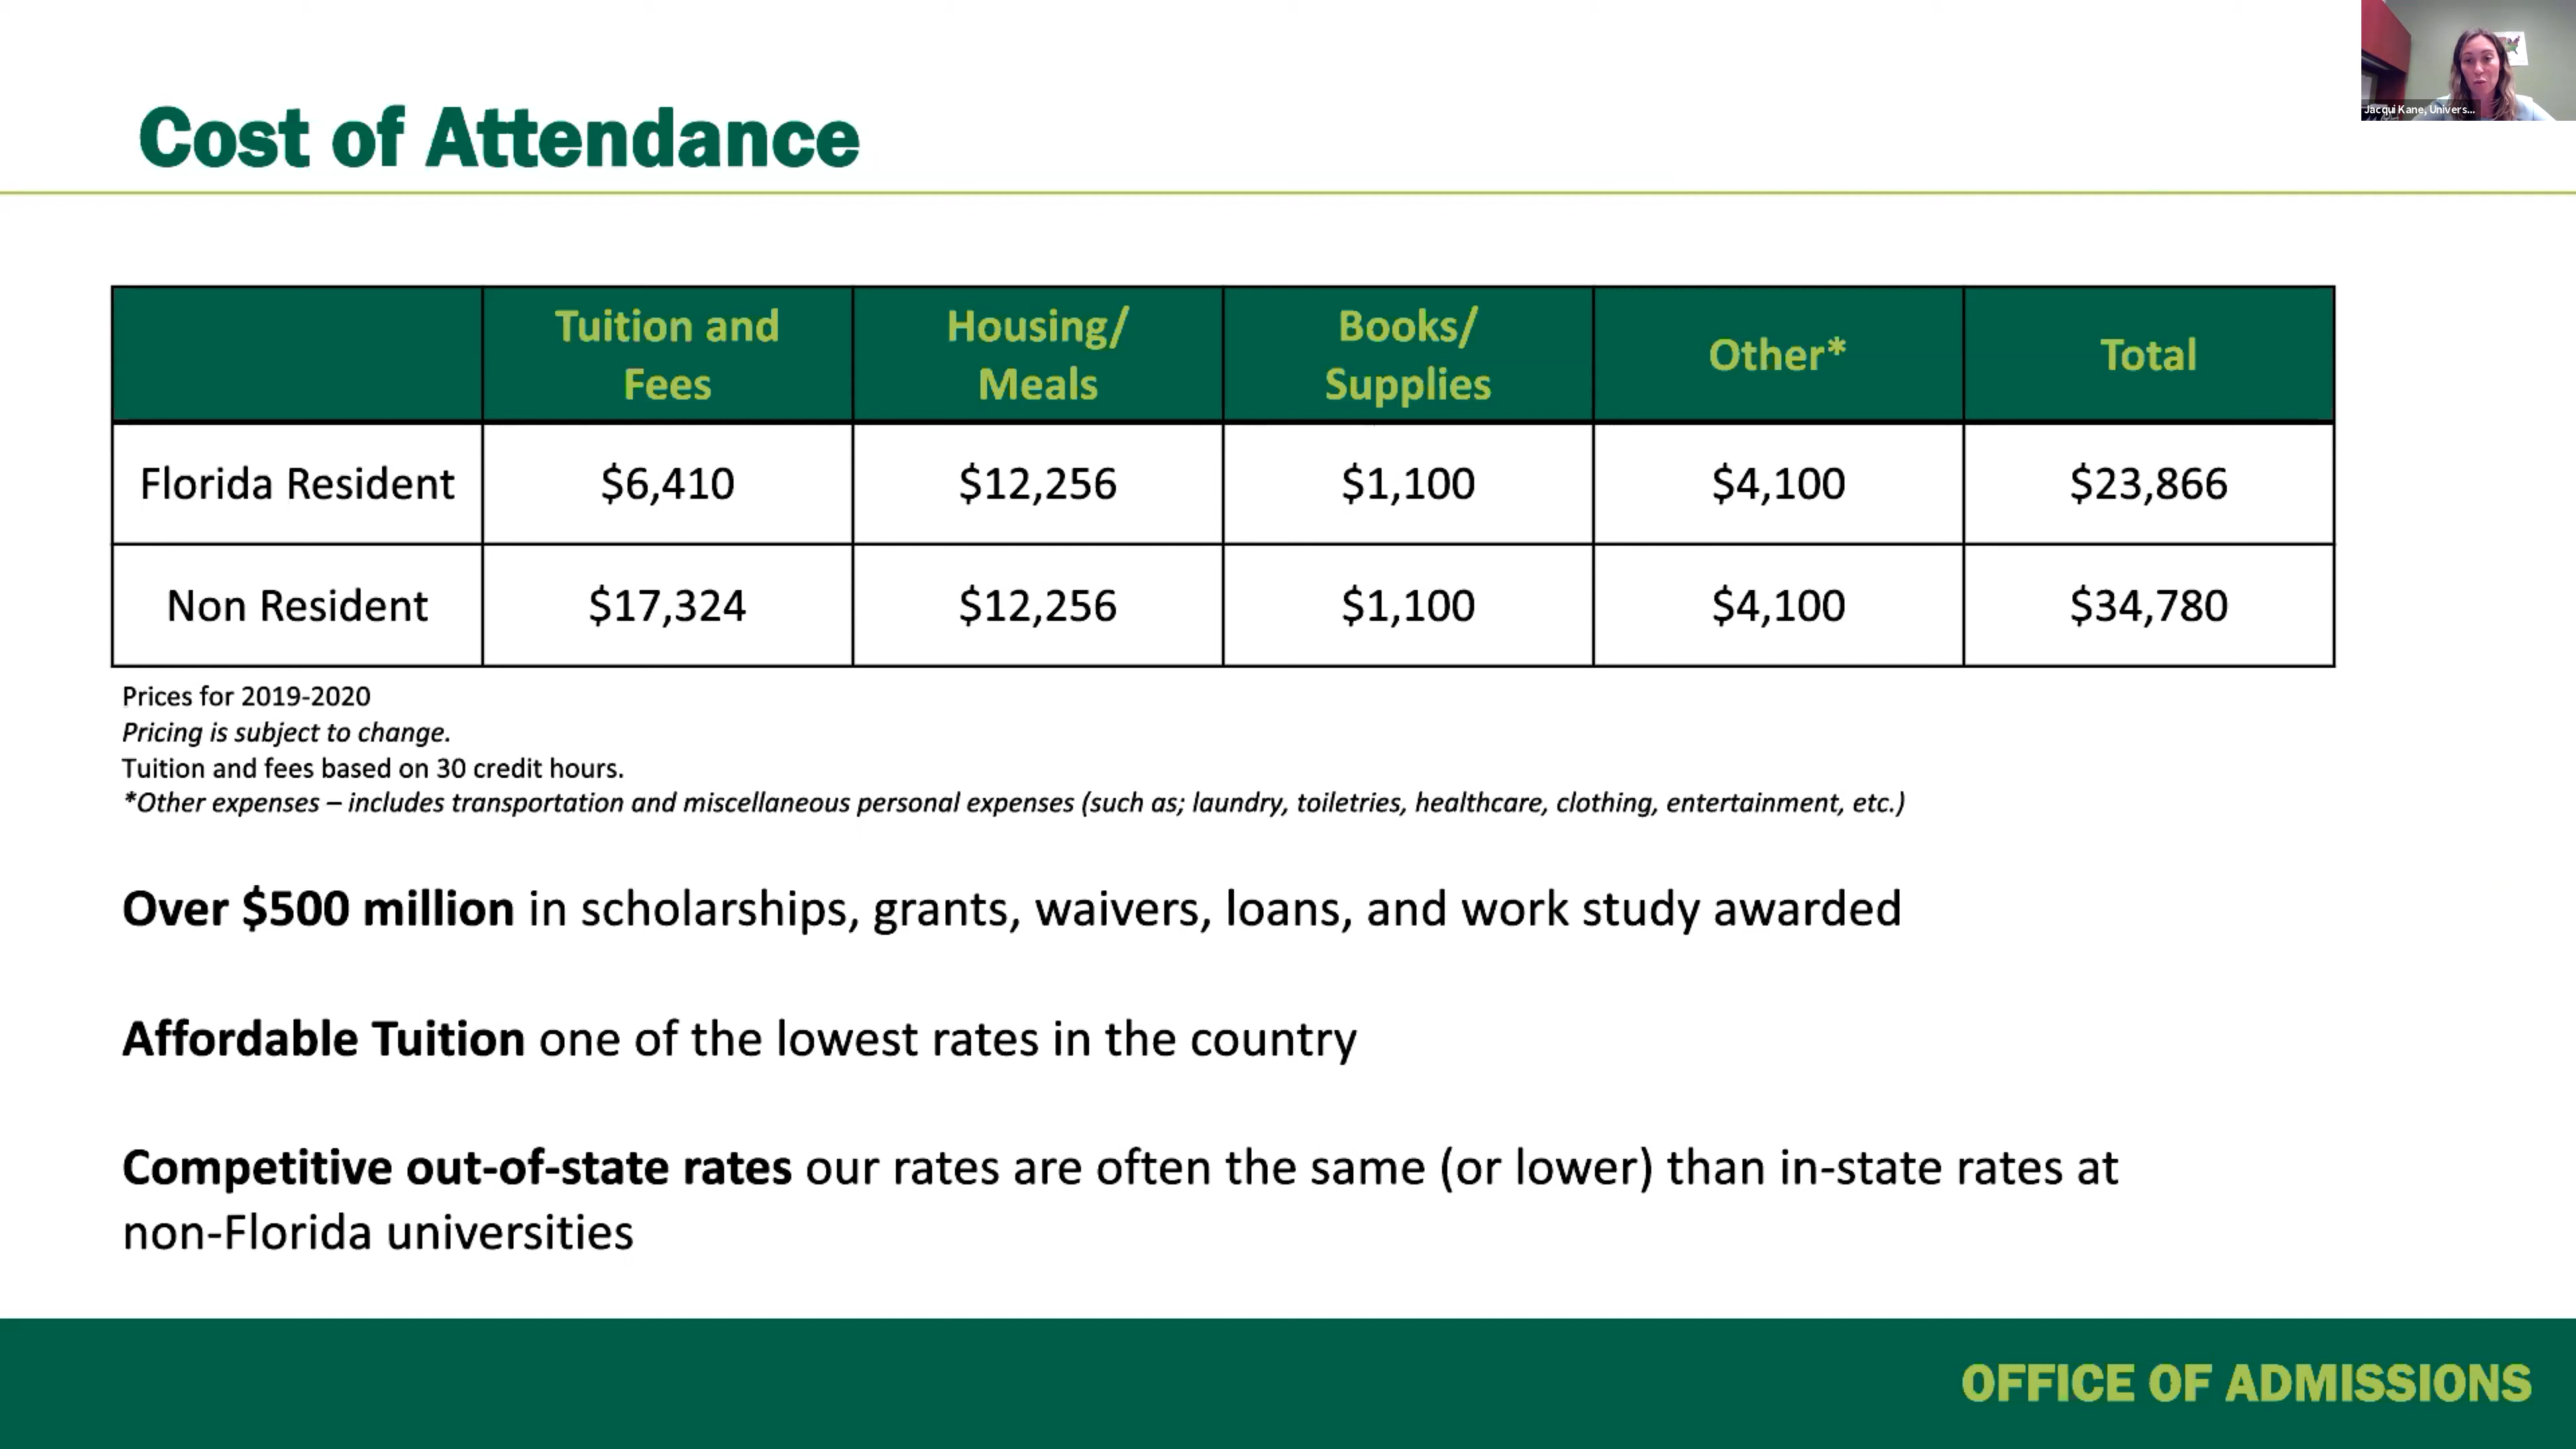 Jacqui Kane, Univers...
Cost of Attendance
Tuition and
Fees
Housing/
Meals
Books/
Supplies
Other*
Total
Florida Resident $6,410 $12,256 $1,100 $4,100 $23,866
Non Resident $17,324 $12,256 $1,100 $4,100 $34,780
Prices for 2019-2020
Pricing is subject to change.
Tuition and fees based on 30 credit hours.
*Other expenses – includes transportation and miscellaneous personal expenses (such as; laundry, toiletries, healthcare, clothing, entertainment, etc.)
Over $500 million in scholarships, grants, waivers, loans, and work study awarded
Affordable Tuition one of the lowest rates in the country
Competitive out-of-state rates our rates are often the same (or lower) than in-state rates at
non-Florida universities
OFFICE OF ADMISSIONS